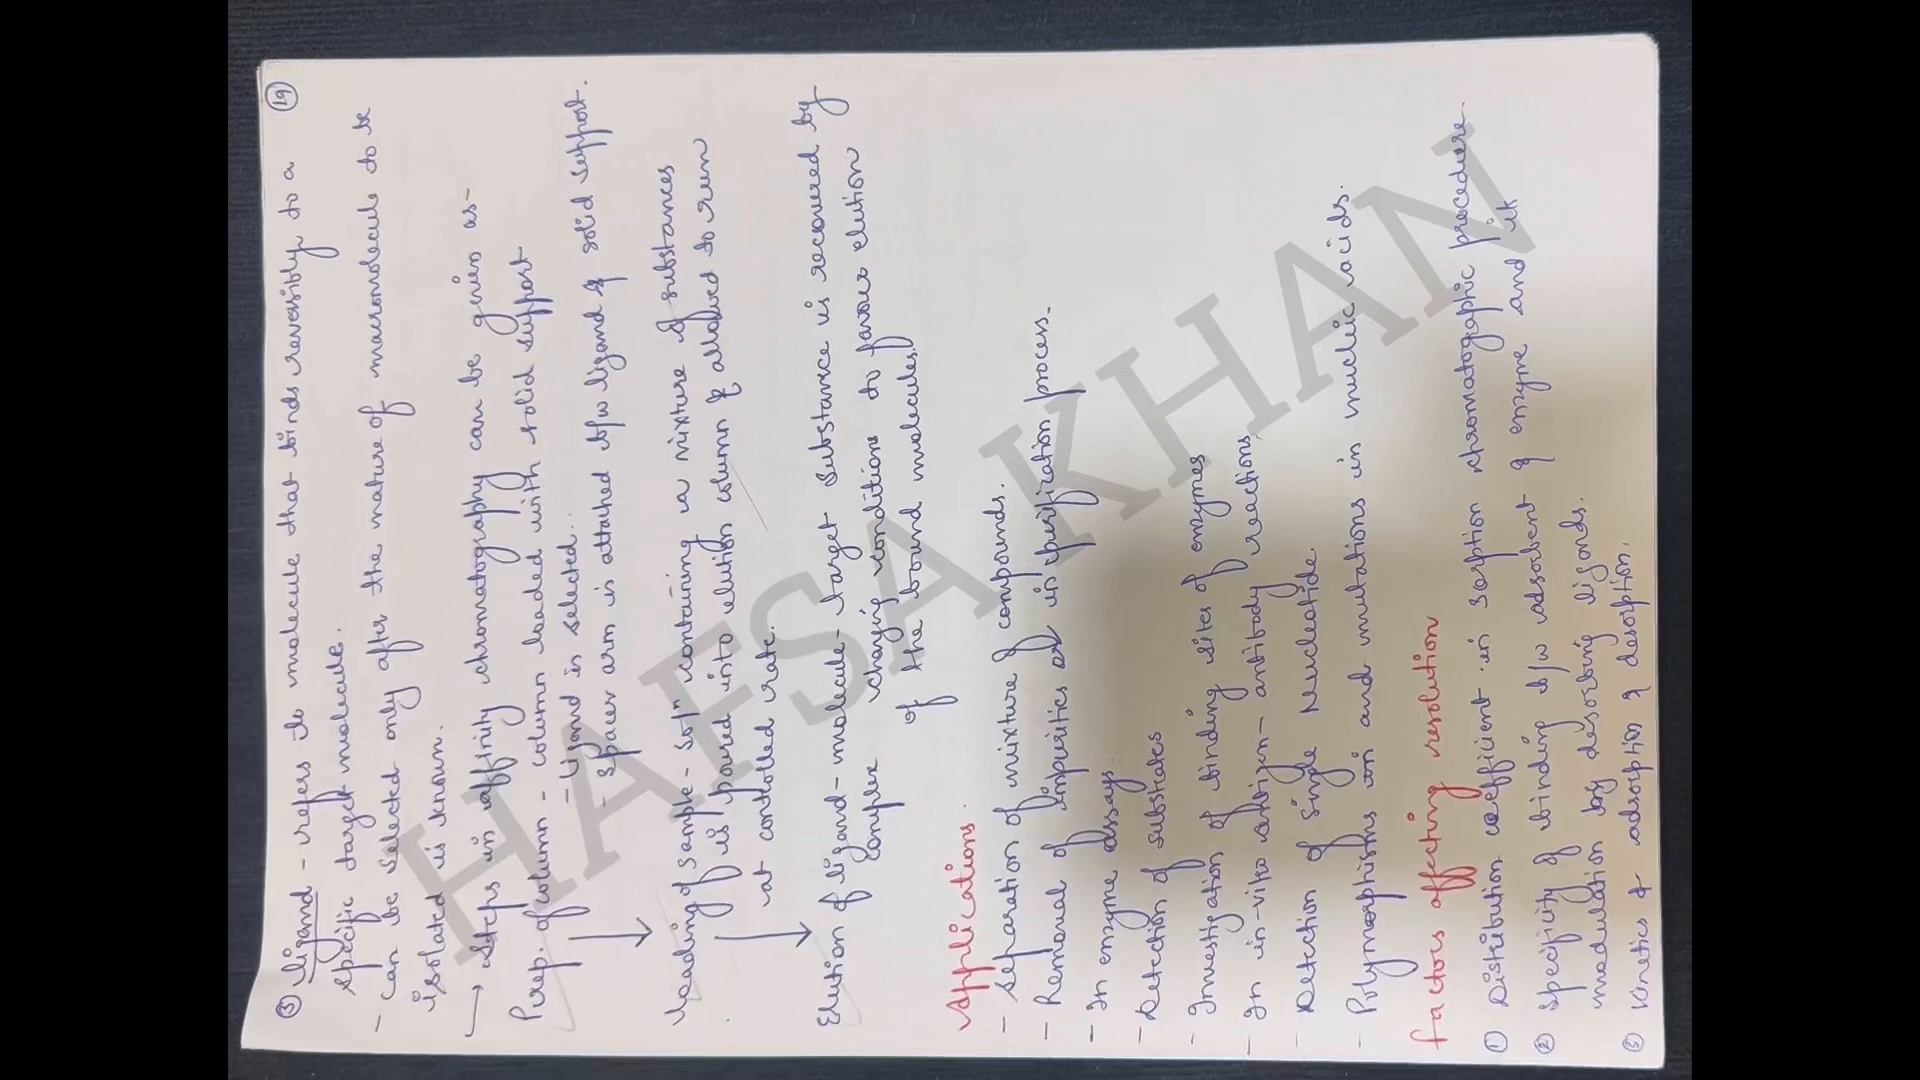 19
③ Ligand - refers to molecule that binds reversibly to a
specific target molecule.
- can be selected only after the nature of macromolecule to be
isolated is known.
→ Steps in affinity chromatography can be given as-
Prep. of column - column loaded with solid support
- Ligand is selected.
- Spacer arm is attached b/w ligand & solid support.
Loading of sample - solⁿ containing a mixture of substances
is poured into elution column & allowed to run
at controlled rate.
Elution of ligand-molecule - target substance is recovered by
complex changing conditions to favour elution
of the bound molecules.
Applications.
- Separation of mixture of compounds.
- Removal of impurities in purification process.
- In enzyme assays.
- Detection of substrates
- Investigation of binding sites of enzymes
- In in-vitro antigen-antibody reactions
- Detection of Single Nucleotide.
- Polymorphisms in and mutations in nucleic acids.
factors affecting resolution
① Distribution coefficient in sorption chromatographic procedure.
② Specificity of binding b/w adsorbent & enzyme and its
modulation by desorbing ligands.
③ Kinetics of adsorption & desorption.
HAFSA KHAN